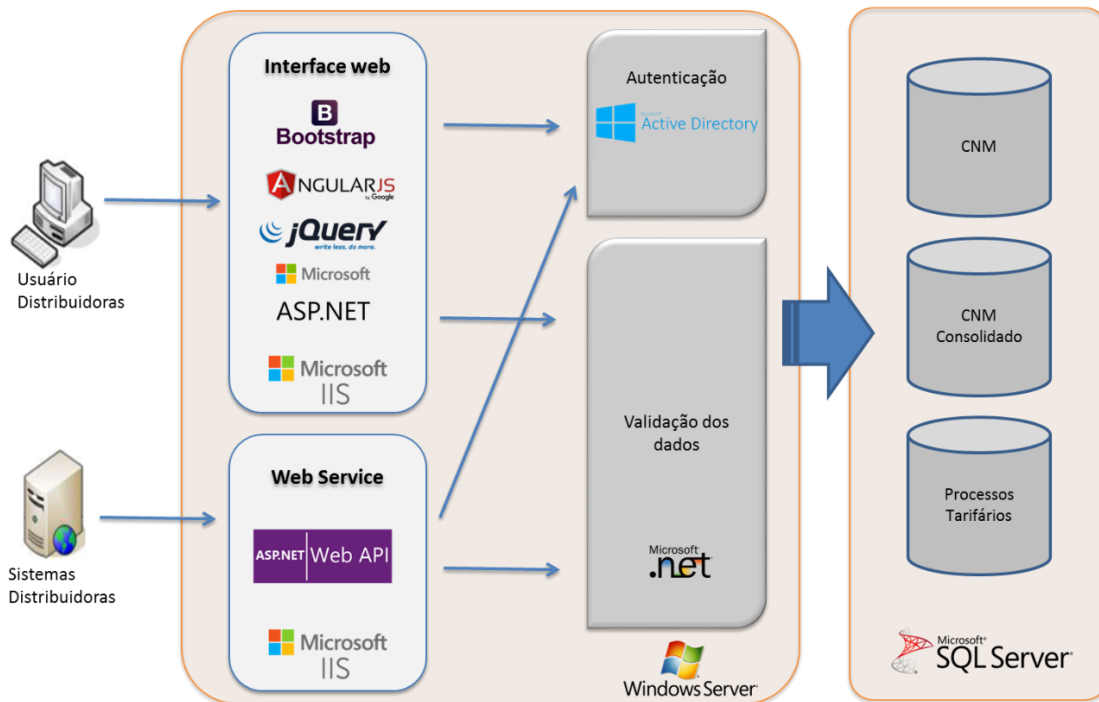 Interface web
B
Bootstrap
ANGULARJS
by Google
jQuery
write less, do more.
Microsoft
ASP.NET
Microsoft
IIS
Usuário
Distribuidoras
Web Service
ASP.NET Web API
Microsoft
IIS
Sistemas
Distribuidoras
Autenticação
Microsoft
Active Directory
Validação dos
dados
Microsoft
.net
Windows Server
CNM
CNM
Consolidado
Processos
Tarifários
Microsoft
SQL Server